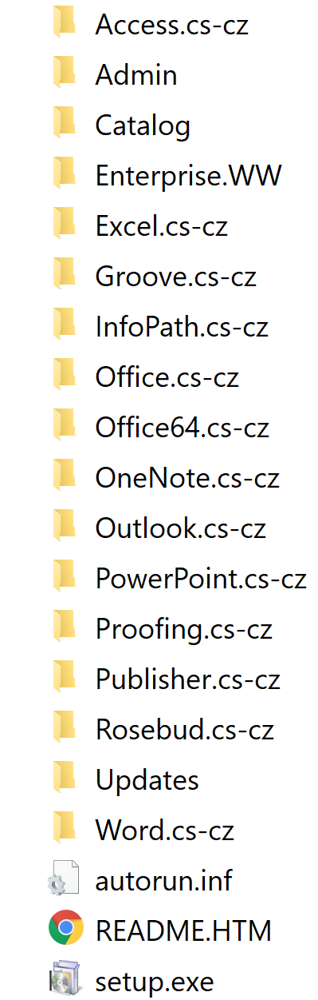 Access.cs-cz
Admin
Catalog
Enterprise.WW
Excel.cs-cz
Groove.cs-cz
InfoPath.cs-cz
Office.cs-cz
Office64.cs-cz
OneNote.cs-cz
Outlook.cs-cz
PowerPoint.cs-cz
Proofing.cs-cz
Publisher.cs-cz
Rosebud.cs-cz
Updates
Word.cs-cz
autorun.inf
README.HTM
setup.exe